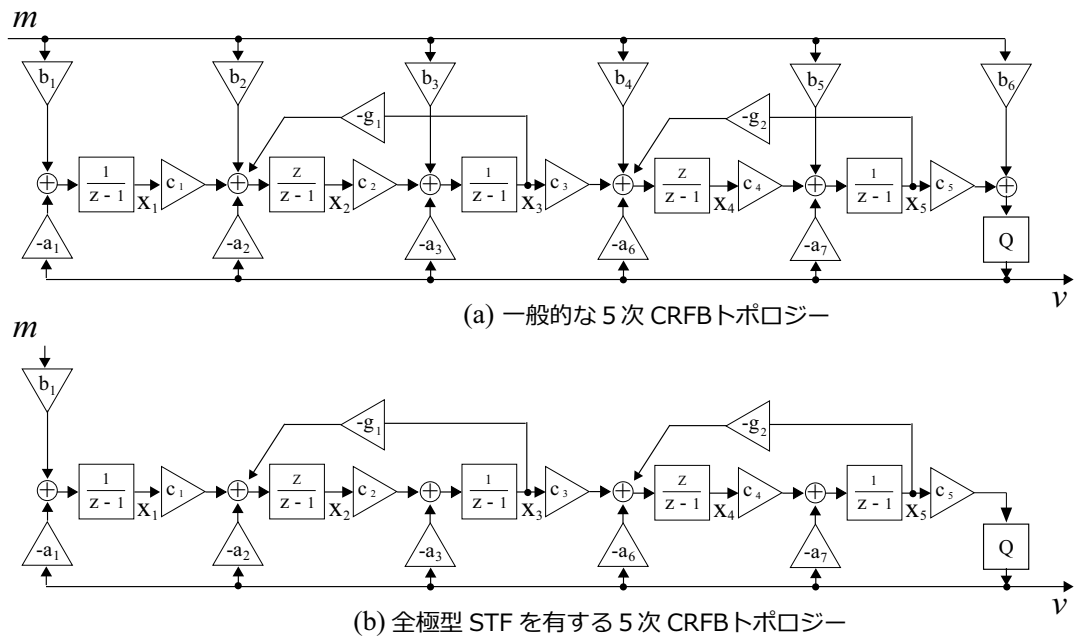 m
b₁ b₂ b₃ b₄ b₅ b₆
-g₁ -g₂
1/(z - 1) c₁ z/(z - 1) c₂ 1/(z - 1) c₃ z/(z - 1) c₄ 1/(z - 1) c₅
x₁ x₂ x₃ x₄ x₅
-a₁ -a₂ -a₃ -a₆ -a₇ Q
v
(a) 一般的な5次 CRFBトポロジー
m
b₁
-g₁ -g₂
1/(z - 1) c₁ z/(z - 1) c₂ 1/(z - 1) c₃ z/(z - 1) c₄ 1/(z - 1) c₅
x₁ x₂ x₃ x₄ x₅
-a₁ -a₂ -a₃ -a₆ -a₇ Q
v
(b) 全極型 STF を有する5次 CRFBトポロジー